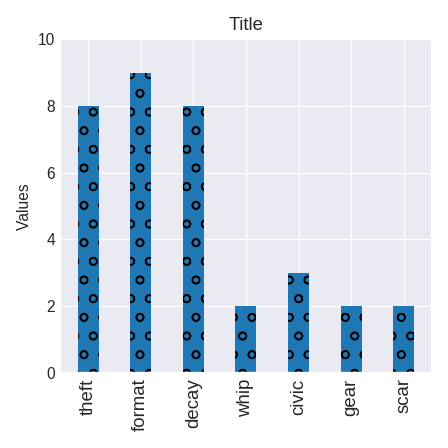 Title
Values
10
8
6
4
2
0
theft
format
decay
whip
civic
gear
scar